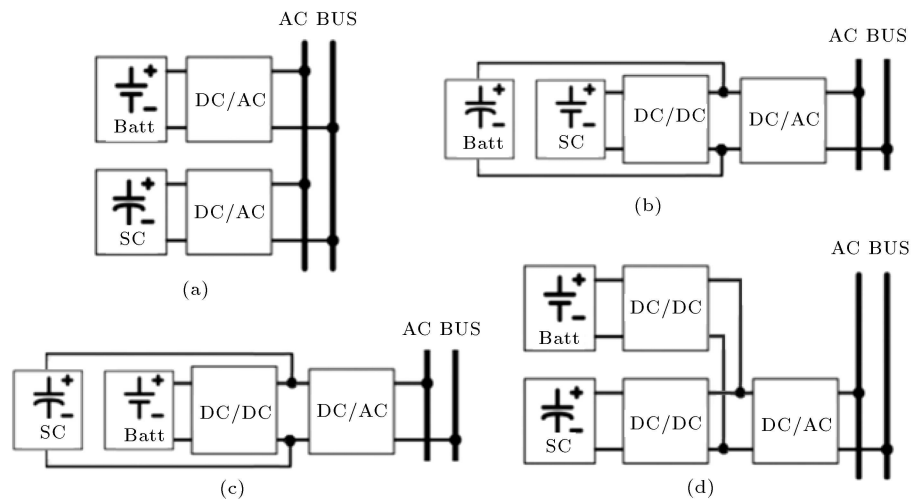 AC BUS
Batt
DC/AC
SC
DC/AC
(a)
AC BUS
Batt
SC
DC/DC
DC/AC
(b)
AC BUS
SC
Batt
DC/DC
DC/AC
(c)
AC BUS
Batt
DC/DC
SC
DC/DC
DC/AC
(d)